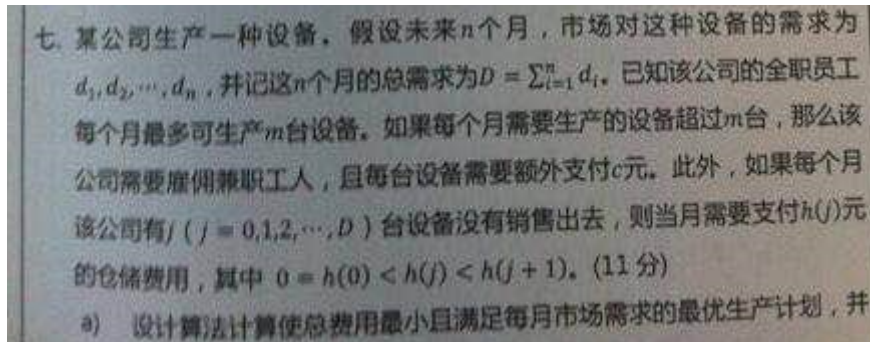 七. 某公司生产一种设备。假设未来n个月，市场对这种设备的需求为
d₁,d₂,⋯,dₙ，并记这n个月的总需求为D = ∑ⁿᵢ₌₁ dᵢ。已知该公司的全职员工
每个月最多可生产m台设备。如果每个月需要生产的设备超过m台，那么该
公司需要雇佣兼职工人，且每台设备需要额外支付c元。此外，如果每个月
该公司有j（j = 0,1,2,⋯,D）台设备没有销售出去，则当月需要支付h(j)元
的仓储费用，其中 0 = h(0) < h(j) < h(j + 1)。(11 分)
a) 设计算法计算使总费用最小且满足每月市场需求的最优生产计划，并